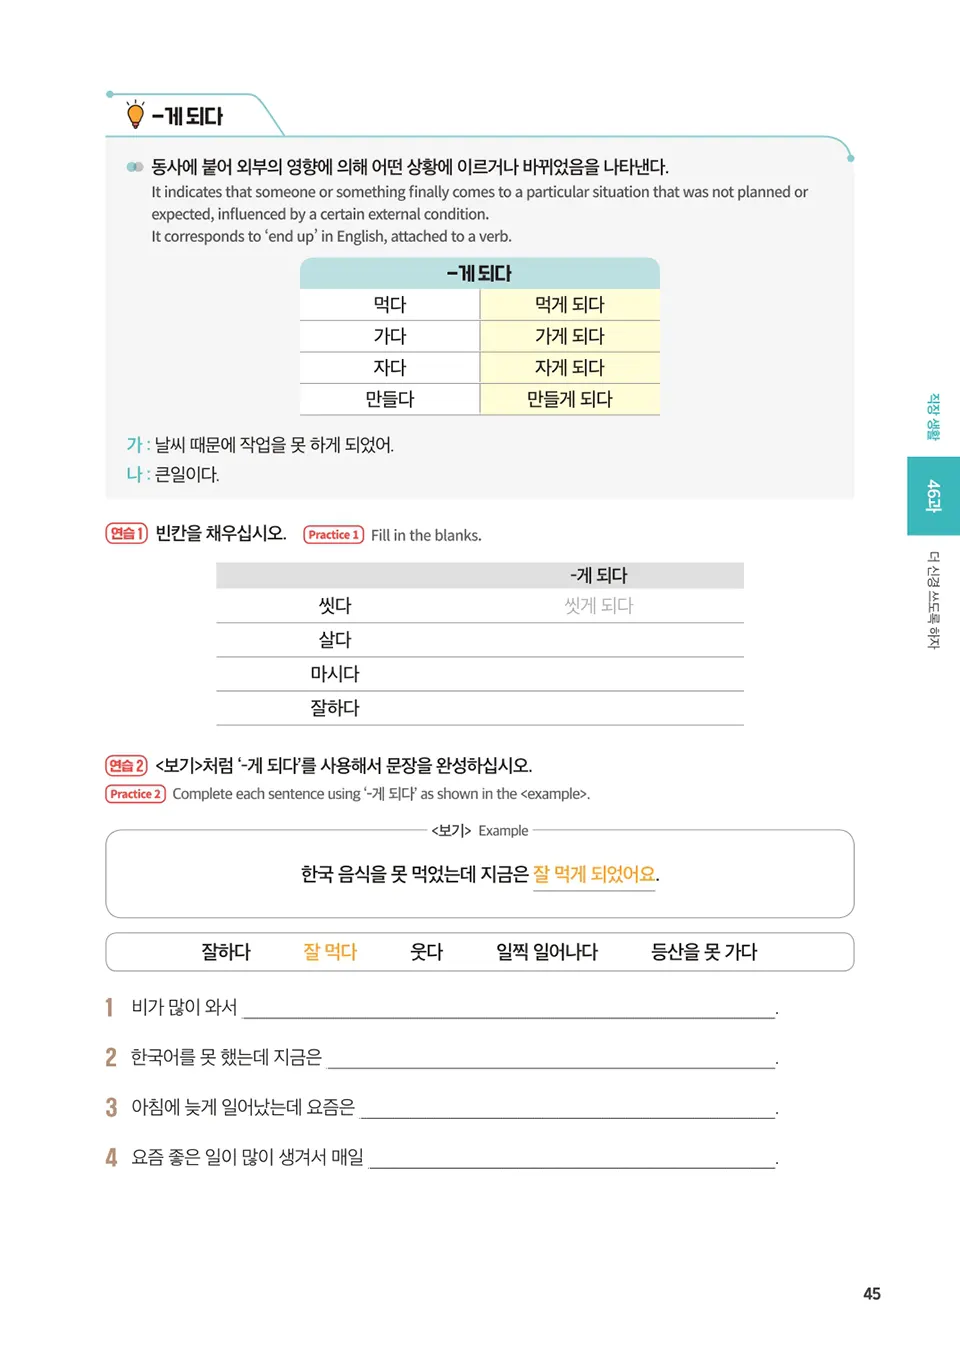 -게 되다
동사에 붙어 외부의 영향에 의해 어떤 상황에 이르거나 바뀌었음을 나타낸다.
It indicates that someone or something finally comes to a particular situation that was not planned or
expected, influenced by a certain external condition.
It corresponds to ‘end up’ in English, attached to a verb.
-게 되다
먹다 먹게 되다
가다 가게 되다
자다 자게 되다
만들다 만들게 되다
가 : 날씨 때문에 작업을 못 하게 되었어.
나 : 큰일이다.
직장 생활
46과
더 신경 쓰도록 하자
연습 1 빈칸을 채우십시오. Practice 1 Fill in the blanks.
-게 되다
씻다 씻게 되다
살다
마시다
잘하다
연습 2 <보기>처럼 ‘-게 되다’를 사용해서 문장을 완성하십시오.
Practice 2 Complete each sentence using ‘-게 되다’ as shown in the <example>.
<보기> Example
한국 음식을 못 먹었는데 지금은 잘 먹게 되었어요.
잘하다 잘 먹다 웃다 일찍 일어나다 등산을 못 가다
1 비가 많이 와서 .
2 한국어를 못 했는데 지금은 .
3 아침에 늦게 일어났는데 요즘은 .
4 요즘 좋은 일이 많이 생겨서 매일 .
45